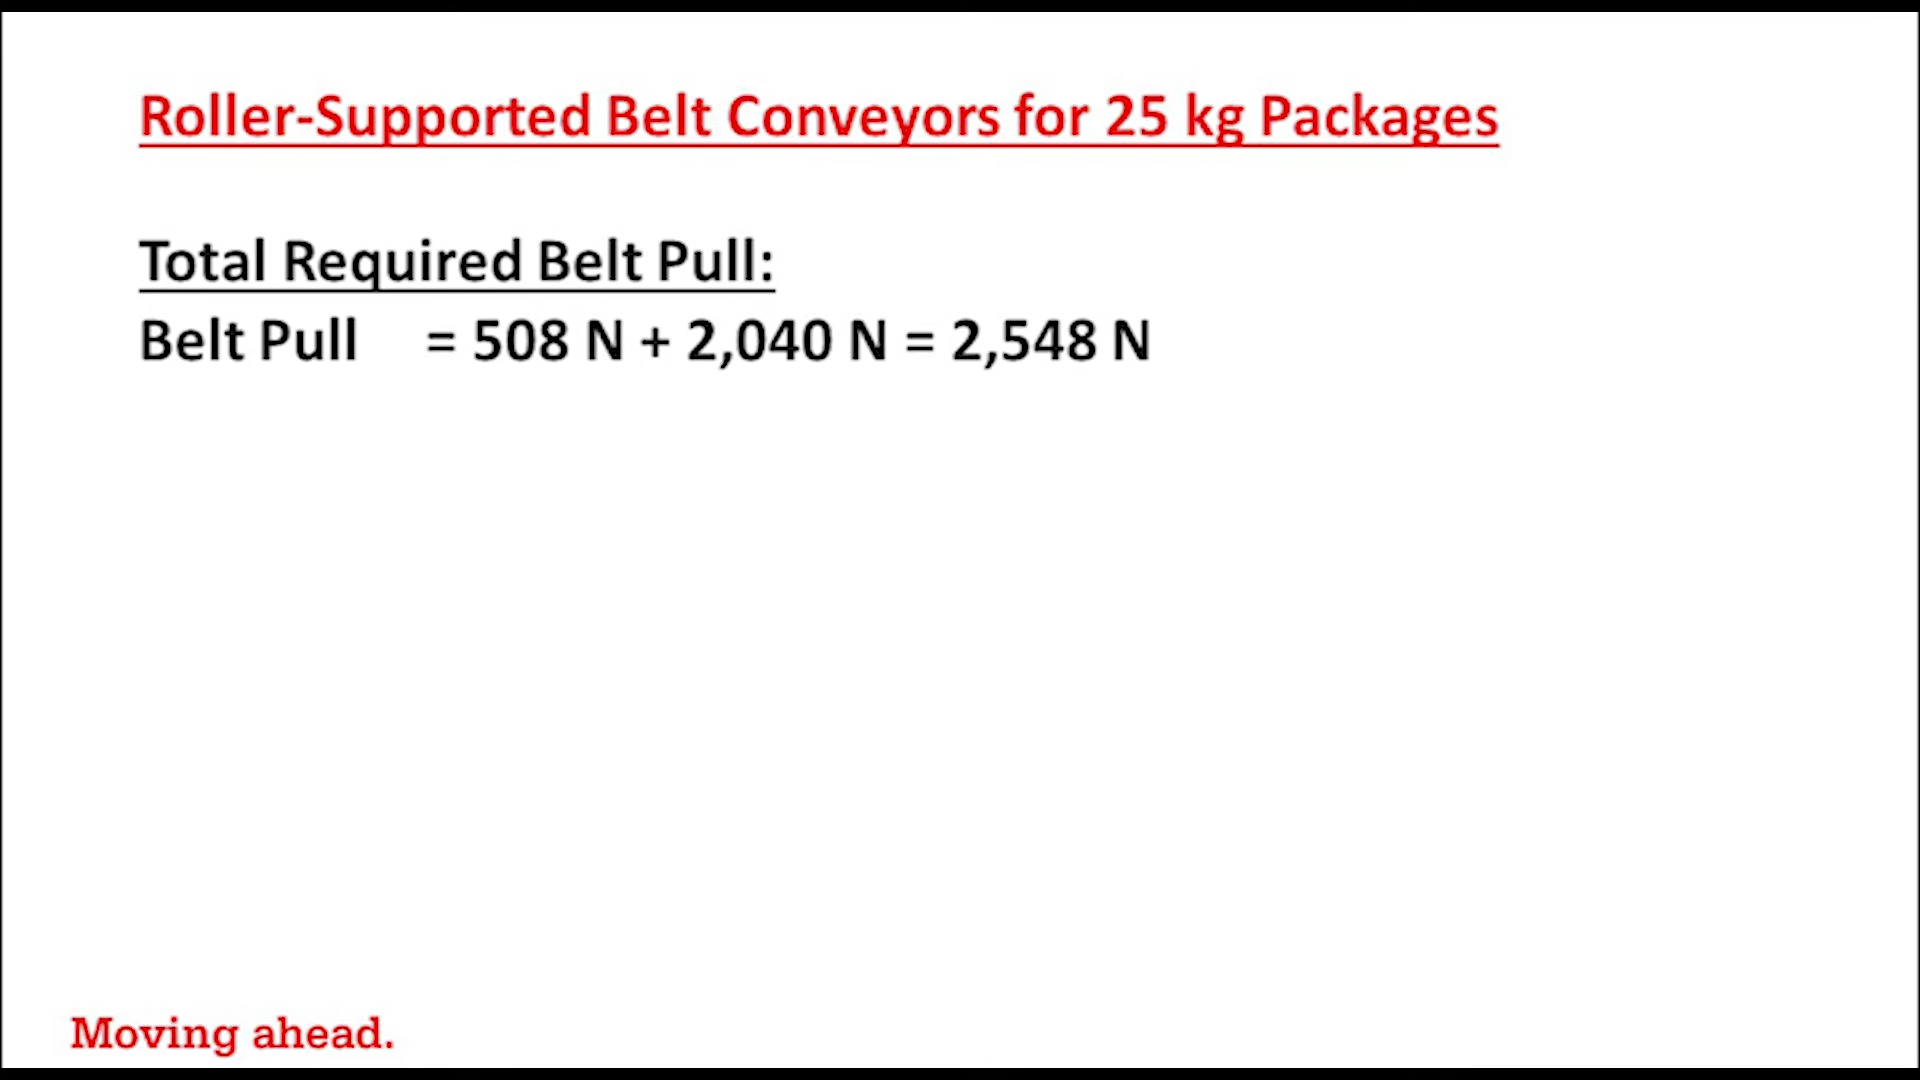 Roller-Supported Belt Conveyors for 25 kg Packages
Total Required Belt Pull:
Belt Pull = 508 N + 2,040 N = 2,548 N
Moving ahead.